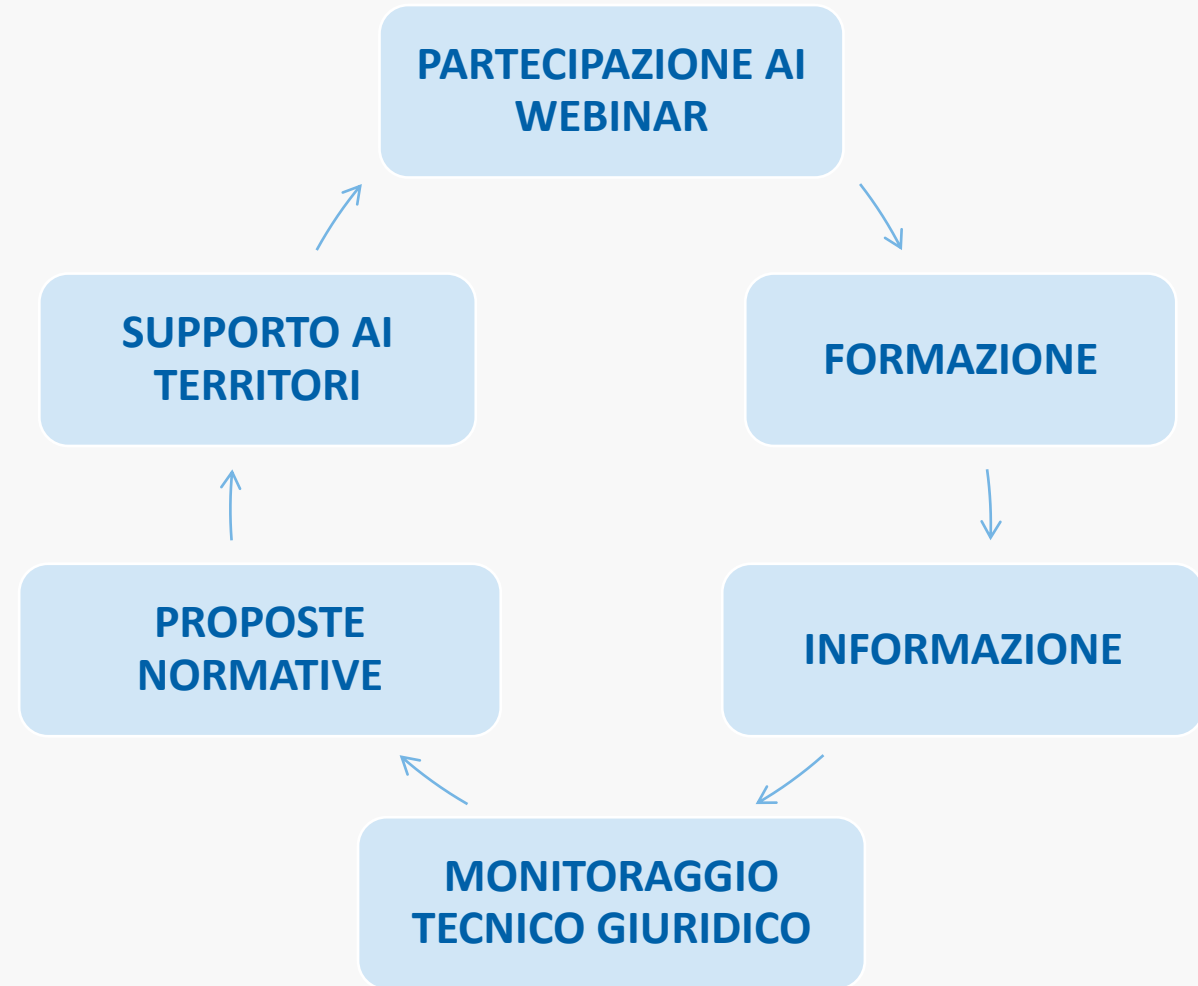 PARTECIPAZIONE AI
WEBINAR
FORMAZIONE
INFORMAZIONE
MONITORAGGIO
TECNICO GIURIDICO
PROPOSTE
NORMATIVE
SUPPORTO AI
TERRITORI